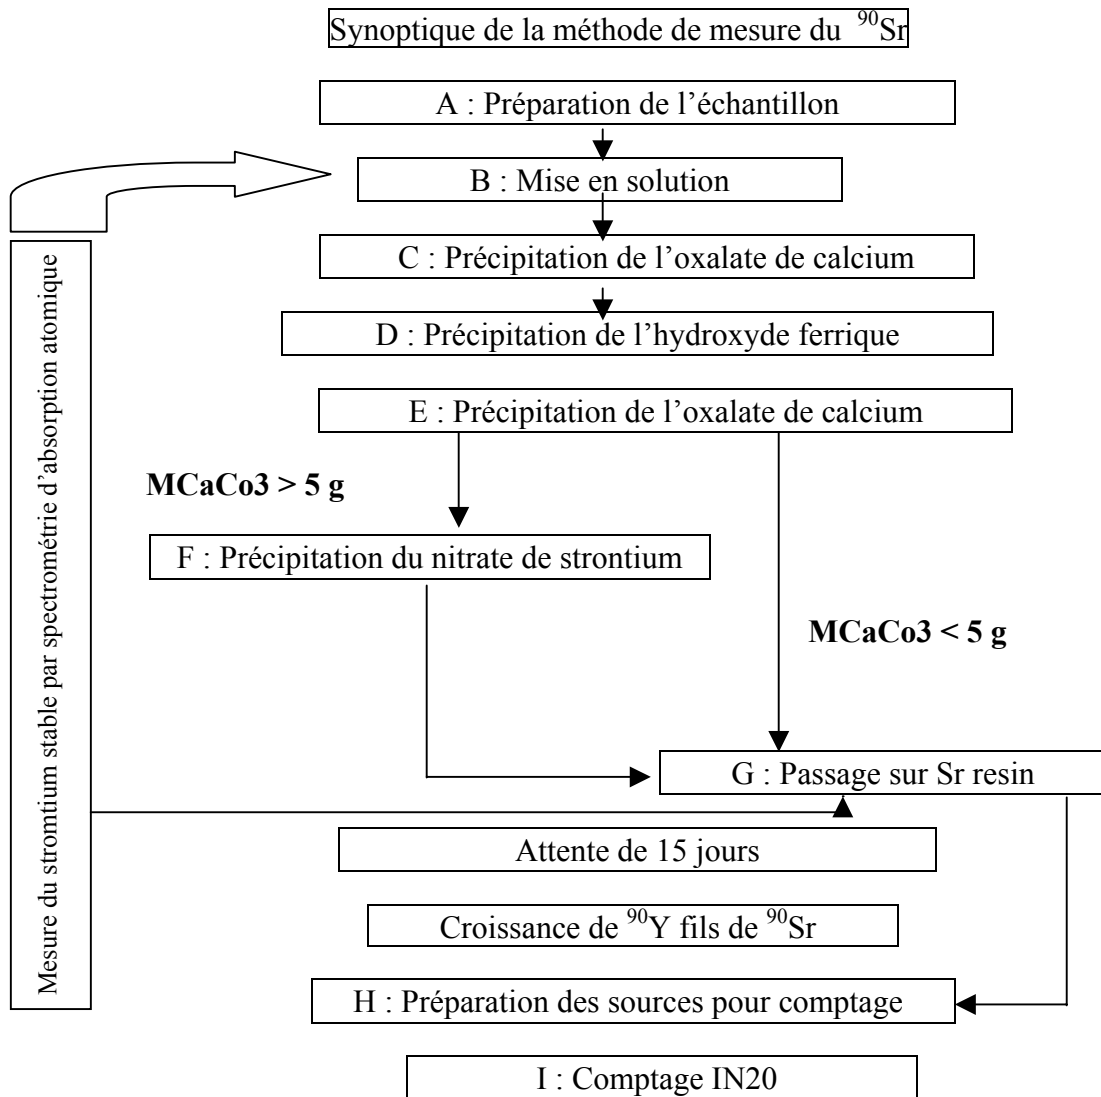 Synoptique de la méthode de mesure du ⁹⁰Sr
A : Préparation de l’échantillon
B : Mise en solution
C : Précipitation de l’oxalate de calcium
D : Précipitation de l’hydroxyde ferrique
E : Précipitation de l’oxalate de calcium
MCaCo3 > 5 g
F : Précipitation du nitrate de strontium
MCaCo3 < 5 g
G : Passage sur Sr resin
Attente de 15 jours
Croissance de ⁹⁰Y fils de ⁹⁰Sr
H : Préparation des sources pour comptage
I : Comptage IN20
Mesure du stromtium stable par spectrométrie d’absorption atomique